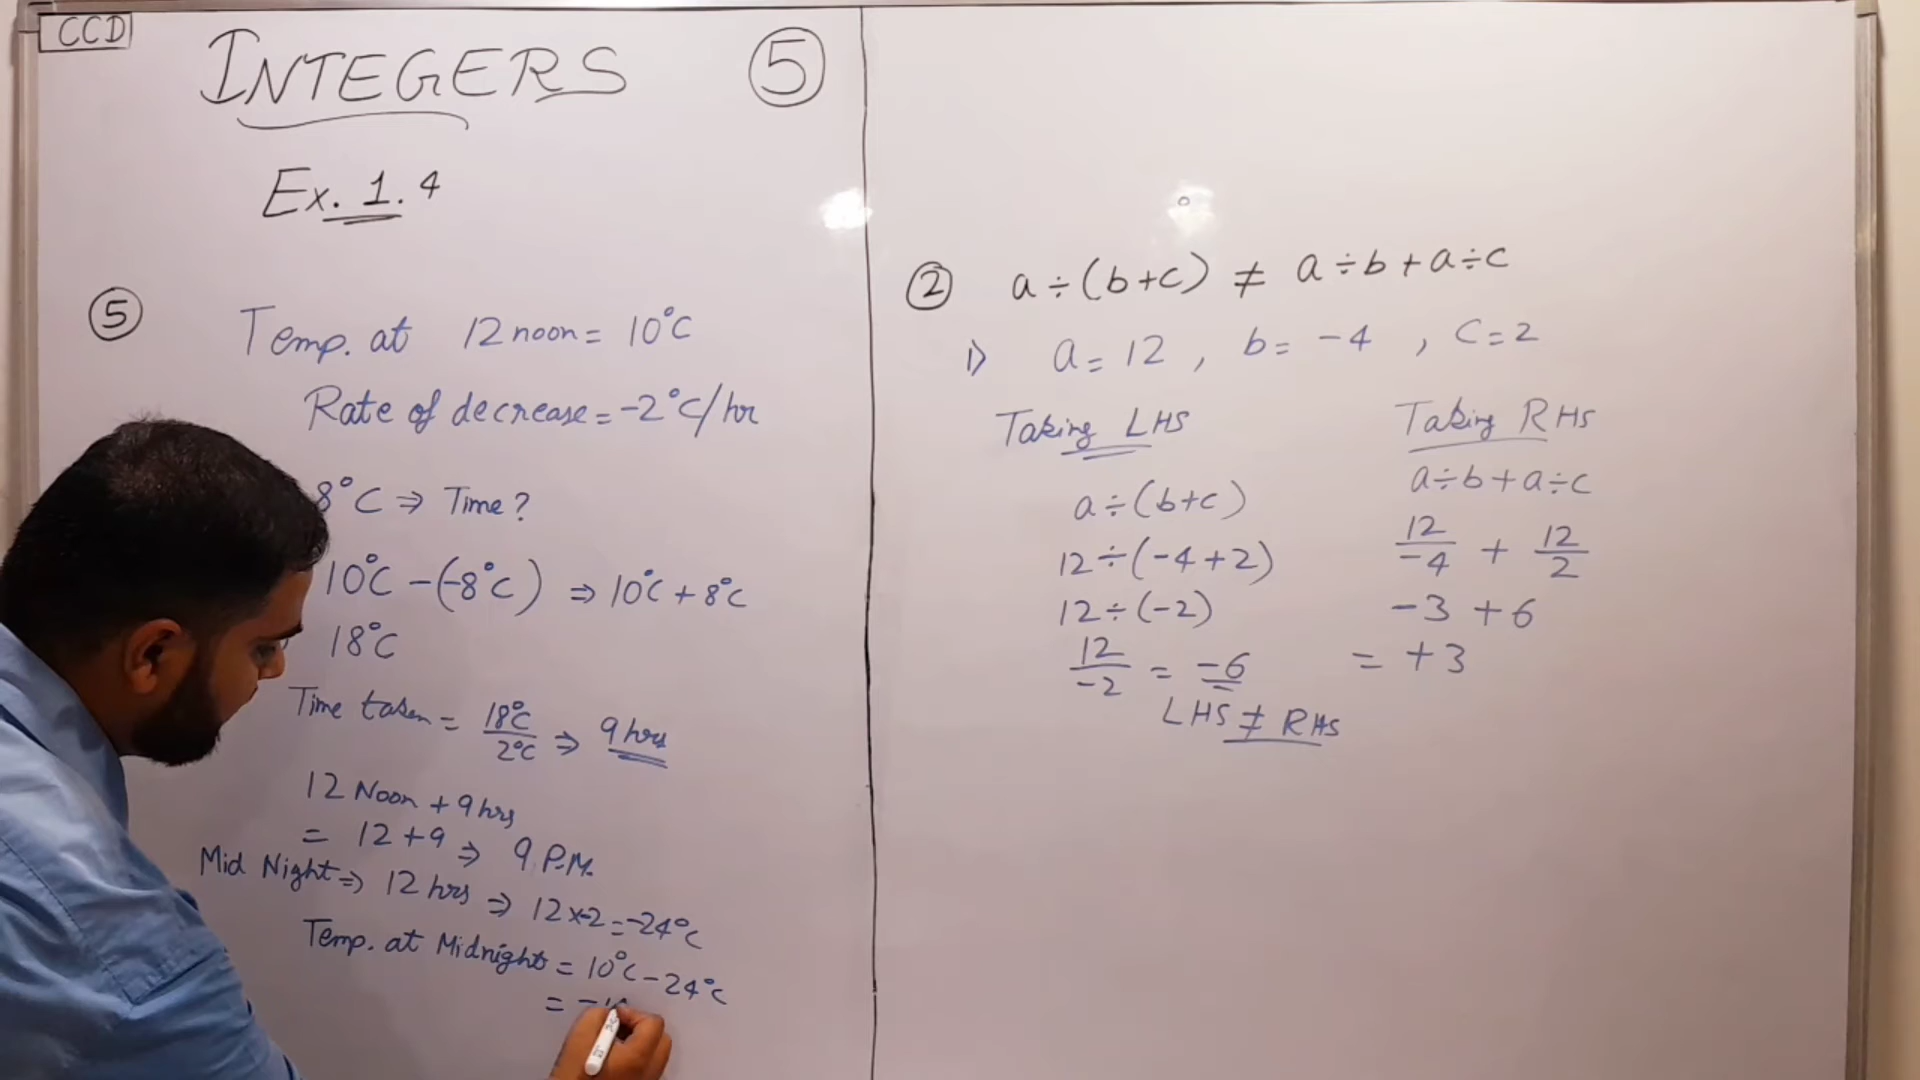 CCD
INTEGERS
5
Ex. 1.4
5
Temp. at 12 noon = 10°C
Rate of decrease = -2°C/hr
8°C ⇒ Time?
10°C - (-8°C) ⇒ 10°C + 8°C
18°C
Time taken = 18°C/2°C ⇒ 9 hrs
12 Noon + 9 hrs
= 12 + 9 ⇒ 9 P.M.
Mid Night ⇒ 12 hrs ⇒ 12 x -2 = -24°C
Temp. at Midnight = 10°C - 24°C
= -1
2 a ÷ (b + c) ≠ a ÷ b + a ÷ c
1) a = 12, b = -4, c = 2
Taking LHS
a ÷ (b + c)
12 ÷ (-4 + 2)
12 ÷ (-2)
12/-2 = -6
Taking RHS
a ÷ b + a ÷ c
12/-4 + 12/2
-3 + 6
= +3
LHS ≠ RHS